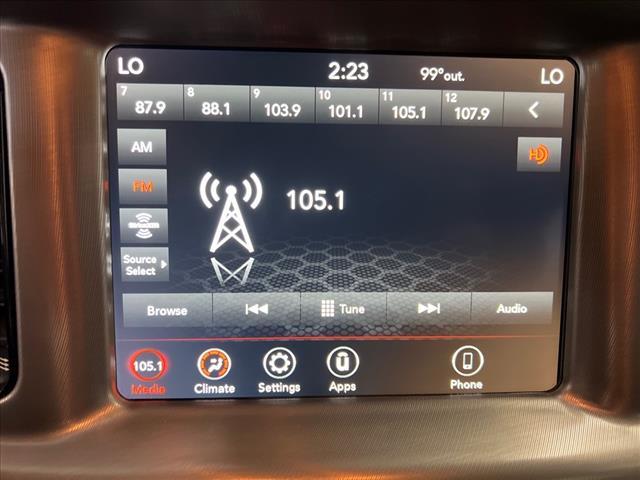 LO 2:23 99°out. LO
7 87.9 8 88.1 9 103.9 10 101.1 11 105.1 12 107.9
AM
HD
FM
105.1
SiriusXM
Source
Select
Browse Tune Audio
105.1
Media Climate Settings Apps Phone